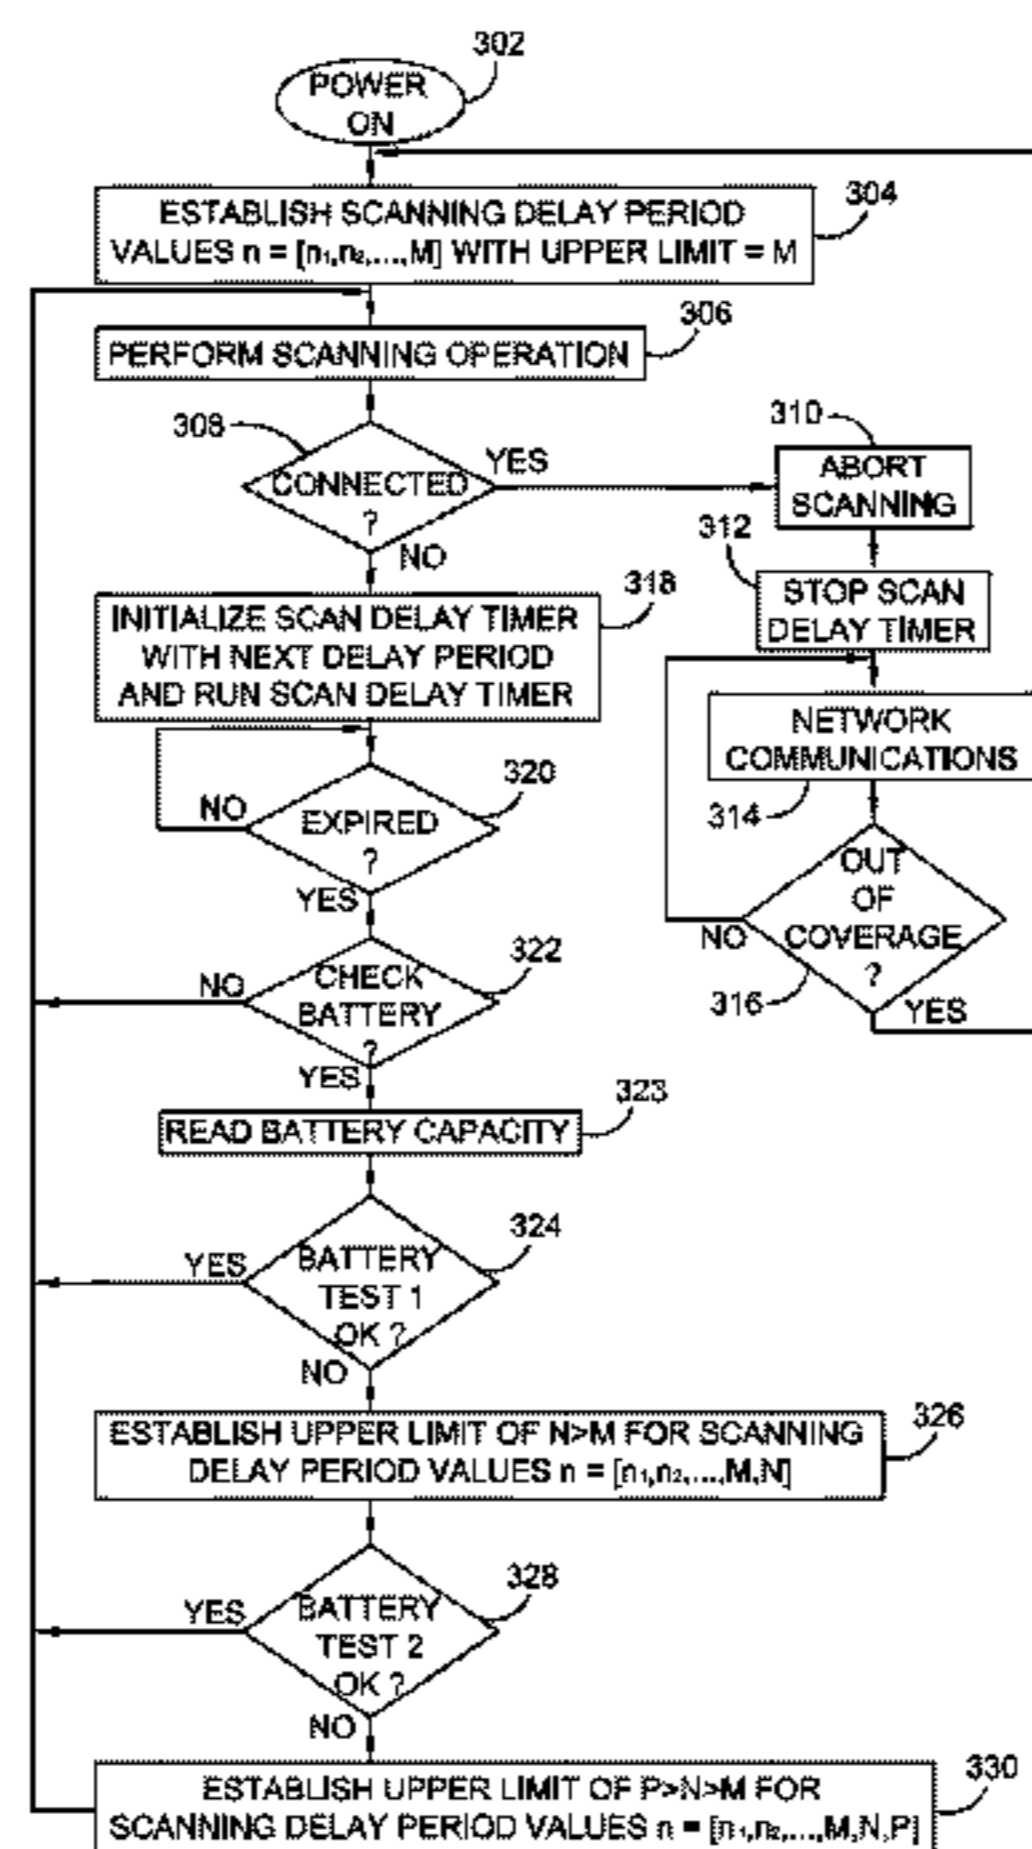 302
POWER
ON
304
ESTABLISH SCANNING DELAY PERIOD
VALUES n = [n₁,n₂,...,M] WITH UPPER LIMIT = M
306
PERFORM SCANNING OPERATION
308
CONNECTED
?
YES
NO
310
ABORT
SCANNING
312
STOP SCAN
DELAY TIMER
318
INITIALIZE SCAN DELAY TIMER
WITH NEXT DELAY PERIOD
AND RUN SCAN DELAY TIMER
NETWORK
COMMUNICATIONS
314
320
EXPIRED
?
NO
YES
OUT
OF
COVERAGE
?
NO
316
YES
322
CHECK
BATTERY
?
NO
YES
323
READ BATTERY CAPACITY
324
BATTERY
TEST 1
OK ?
YES
NO
326
ESTABLISH UPPER LIMIT OF N>M FOR SCANNING
DELAY PERIOD VALUES n = [n₁,n₂,...,M,N]
328
BATTERY
TEST 2
OK ?
YES
NO
330
ESTABLISH UPPER LIMIT OF P>N>M FOR
SCANNING DELAY PERIOD VALUES n = [n₁,n₂,...,M,N,P]